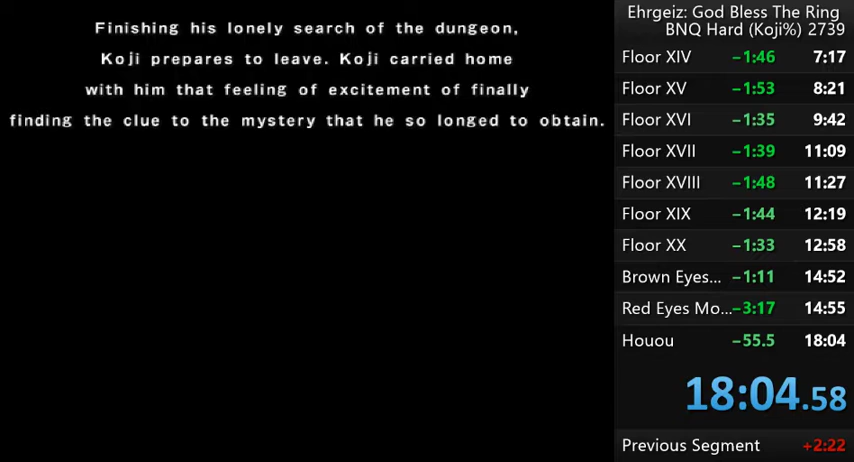 Finishing his lonely search of the dungeon,
Koji prepares to leave. Koji carried home
with him that feeling of excitement of finally
finding the clue to the mystery that he so longed to obtain.
Ehrgeiz: God Bless The Ring
BNQ Hard (Koji%) 2739
Floor XIV −1:46 7:17
Floor XV −1:53 8:21
Floor XVI −1:35 9:42
Floor XVII −1:39 11:09
Floor XVIII −1:48 11:27
Floor XIX −1:44 12:19
Floor XX −1:33 12:58
Brown Eyes... −1:11 14:52
Red Eyes Mo... −3:17 14:55
Houou −55.5 18:04
18:04.58
Previous Segment +2:22